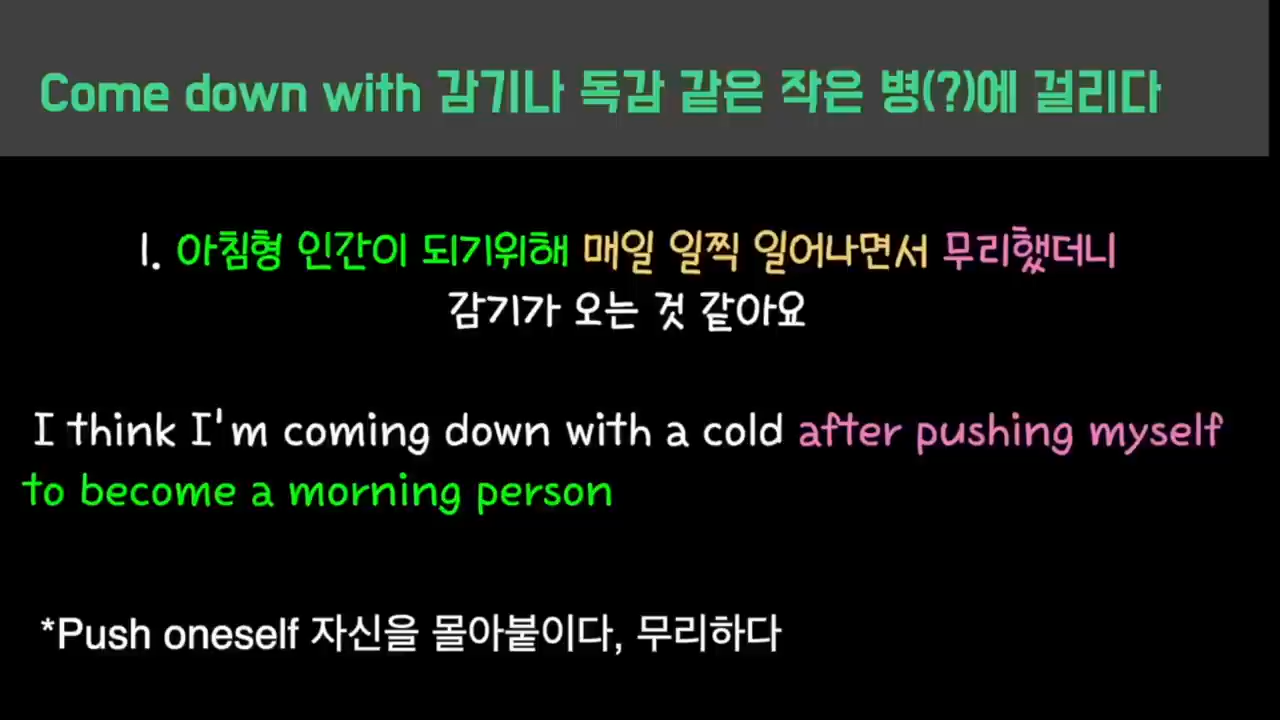 Come down with 감기나 독감 같은 작은 병(?)에 걸리다
1. 아침형 인간이 되기위해 매일 일찍 일어나면서 무리했더니
감기가 오는 것 같아요
I think I'm coming down with a cold after pushing myself
to become a morning person
*Push oneself 자신을 몰아붙이다, 무리하다